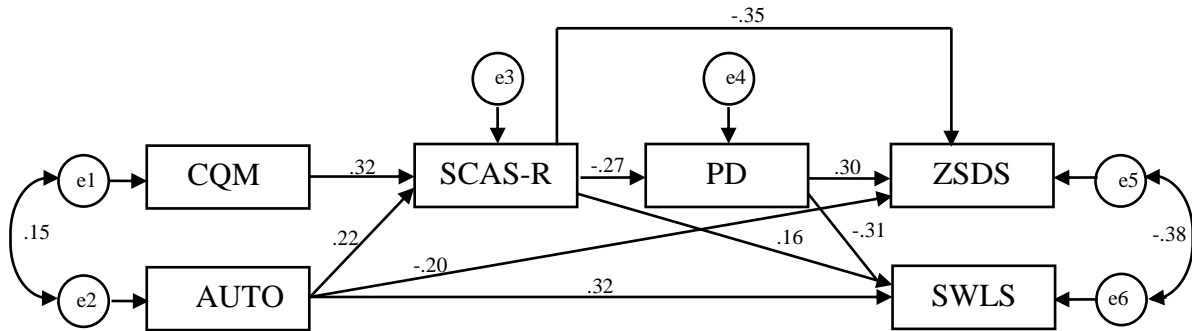 -.35
e3
e4
e1
CQM
.32
SCAS-R
-.27
PD
.30
ZSDS
e5
.15
.22
-.20
.16
-.31
-.38
e2
AUTO
.32
SWLS
e6